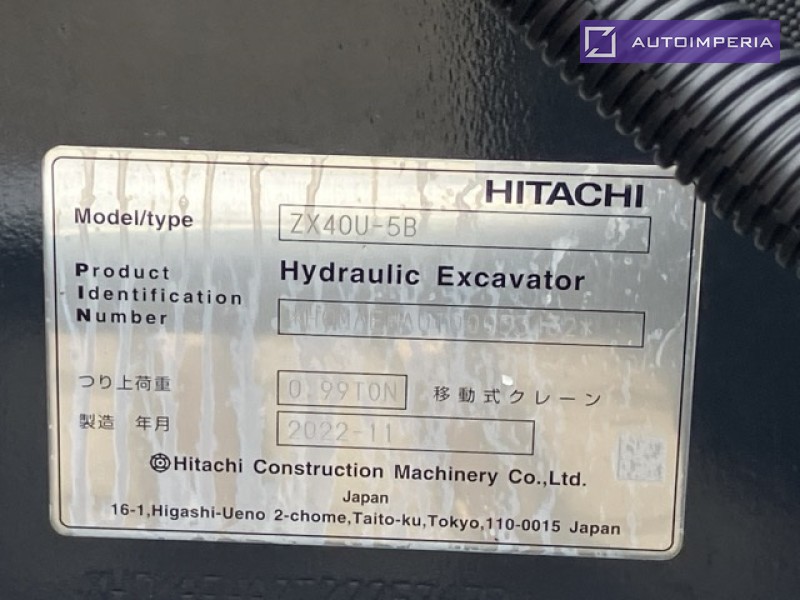 AUTOIMPERIA
HITACHI
Model/type ZX40U-5B
Product Identification Number
Hydraulic Excavator
つり上荷重 0.99TON 移動式クレーン
製造 年月 2022-11
Hitachi Construction Machinery Co.,Ltd.
Japan
16-1,Higashi-Ueno 2-chome,Taito-ku,Tokyo,110-0015 Japan